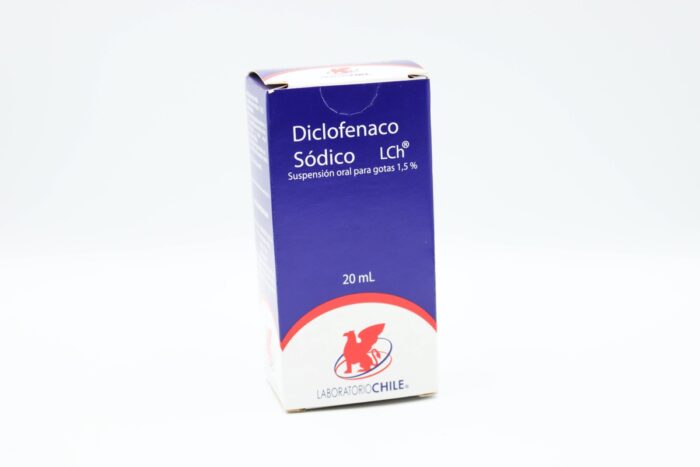 Diclofenaco
Sódico LCh®
Suspensión oral para gotas 1,5 %
20 mL
LABORATORIOCHILE®